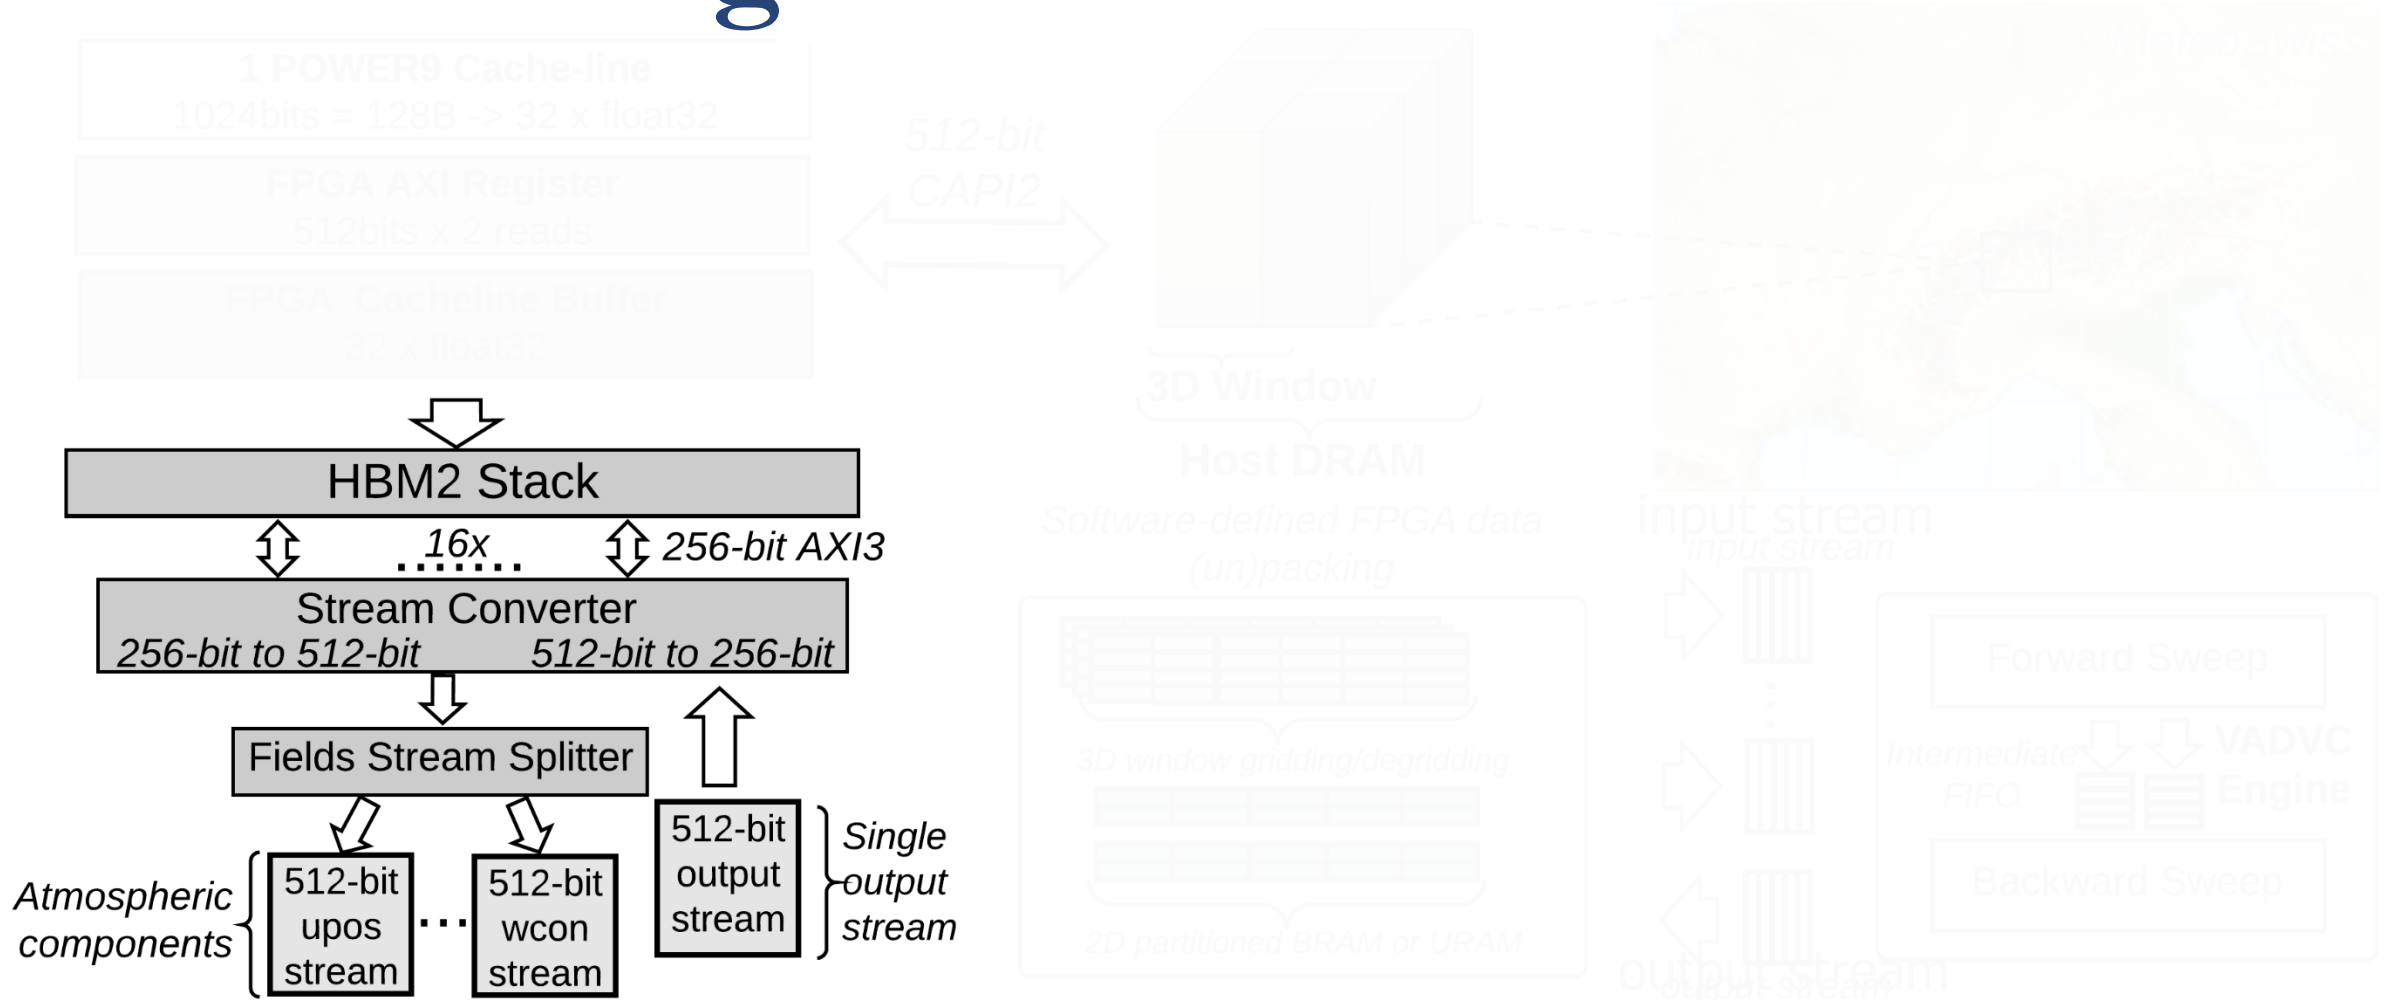 g
1 POWER9 Cache-line
1024bits = 128B -> 32 x float32
FPGA AXI Register
512bits x 2 reads
FPGA Cacheline Buffer
32 x float32
512-bit
CAPI2
3D Window
Host DRAM
Software-defined FPGA data
(un)packing
HBM2 Stack
16x
256-bit AXI3
Stream Converter
256-bit to 512-bit
512-bit to 256-bit
Fields Stream Splitter
512-bit
upos
stream
...
512-bit
wcon
stream
512-bit
output
stream
Single
output
stream
Atmospheric
components
3D window gridding/degridding
2D partitioned BRAM or URAM
input stream
input stream
Forward Sweep
Intermediate
FIFO
VADVC
Engine
Backward Sweep
output stream
output stream